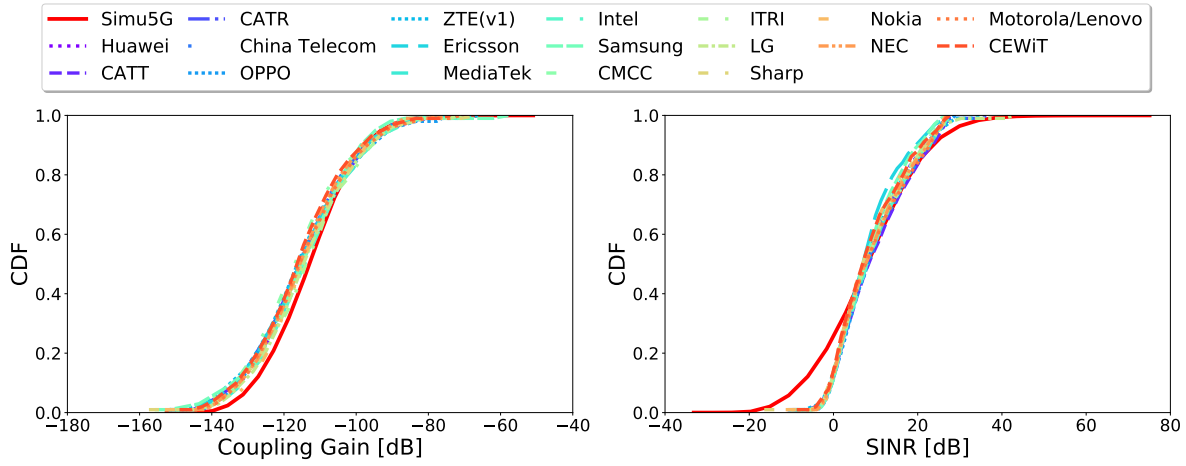 Simu5G CATR ZTE(v1) Intel ITRI Nokia Motorola/Lenovo
Huawei China Telecom Ericsson Samsung LG NEC CEWiT
CATT OPPO MediaTek CMCC Sharp
1.0 1.0
0.8 0.8
0.6 0.6
CDF CDF
0.4 0.4
0.2 0.2
0.0 0.0
−180 −160 −140 −120 −100 −80 −60 −40 −40 −20 0 20 40 60 80
Coupling Gain [dB] SINR [dB]